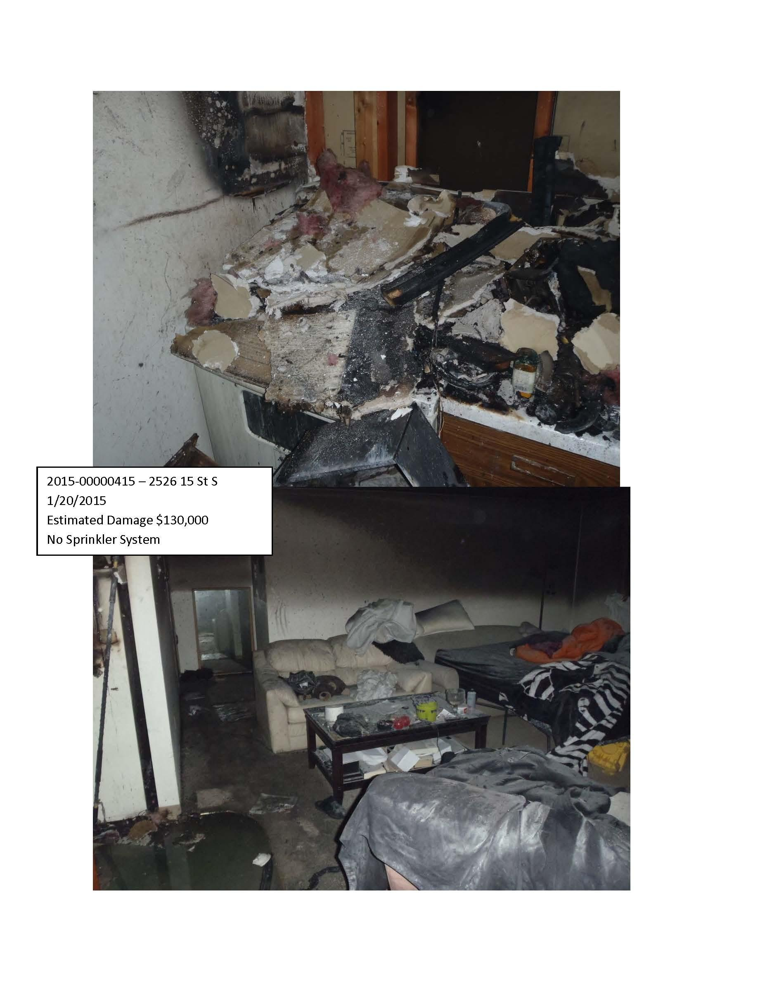 2015-00000415 – 2526 15 St S
1/20/2015
Estimated Damage $130,000
No Sprinkler System